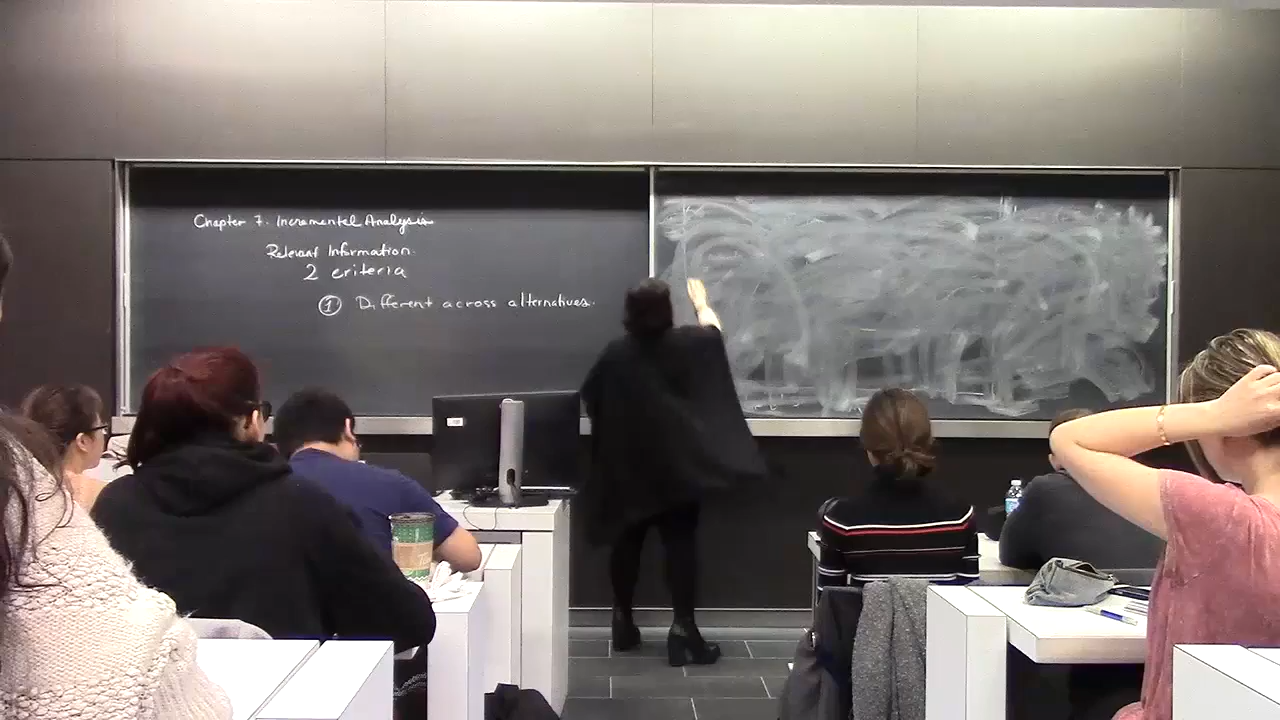 Chapter 7. Incremental Analysis
Relevant Information.
2 criteria
① Different across alternatives.